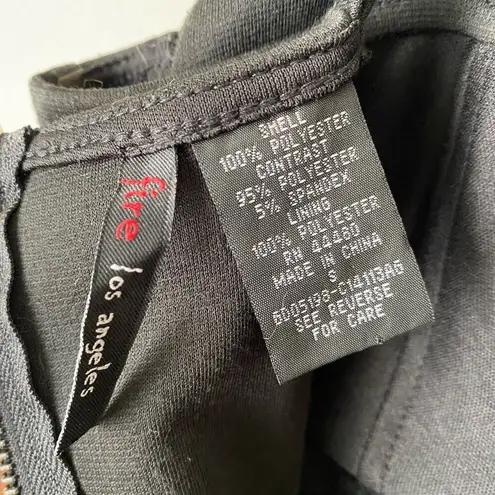 fire los angeles
SHELL
100% POLYESTER
CONTRAST
95% POLYESTER
5% SPANDEX
LINING
100% POLYESTER
RN 44480
MADE IN CHINA
S
6D05198-C14113A6
SEE REVERSE
FOR CARE